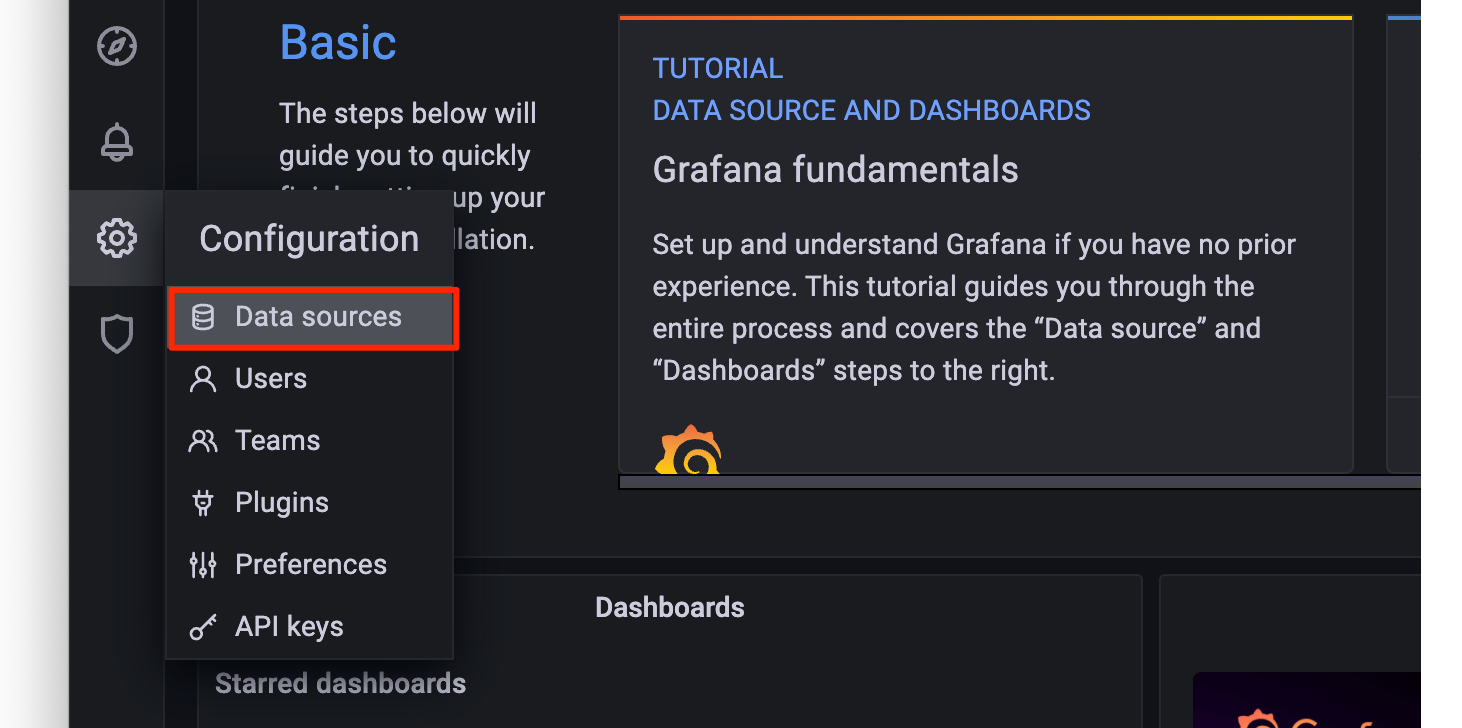 Basic
The steps below will
guide you to quickly
up your
lation.
TUTORIAL
DATA SOURCE AND DASHBOARDS
Grafana fundamentals
Set up and understand Grafana if you have no prior
experience. This tutorial guides you through the
entire process and covers the “Data source” and
“Dashboards” steps to the right.
Configuration
Data sources
Users
Teams
Plugins
Preferences
API keys
Dashboards
Starred dashboards